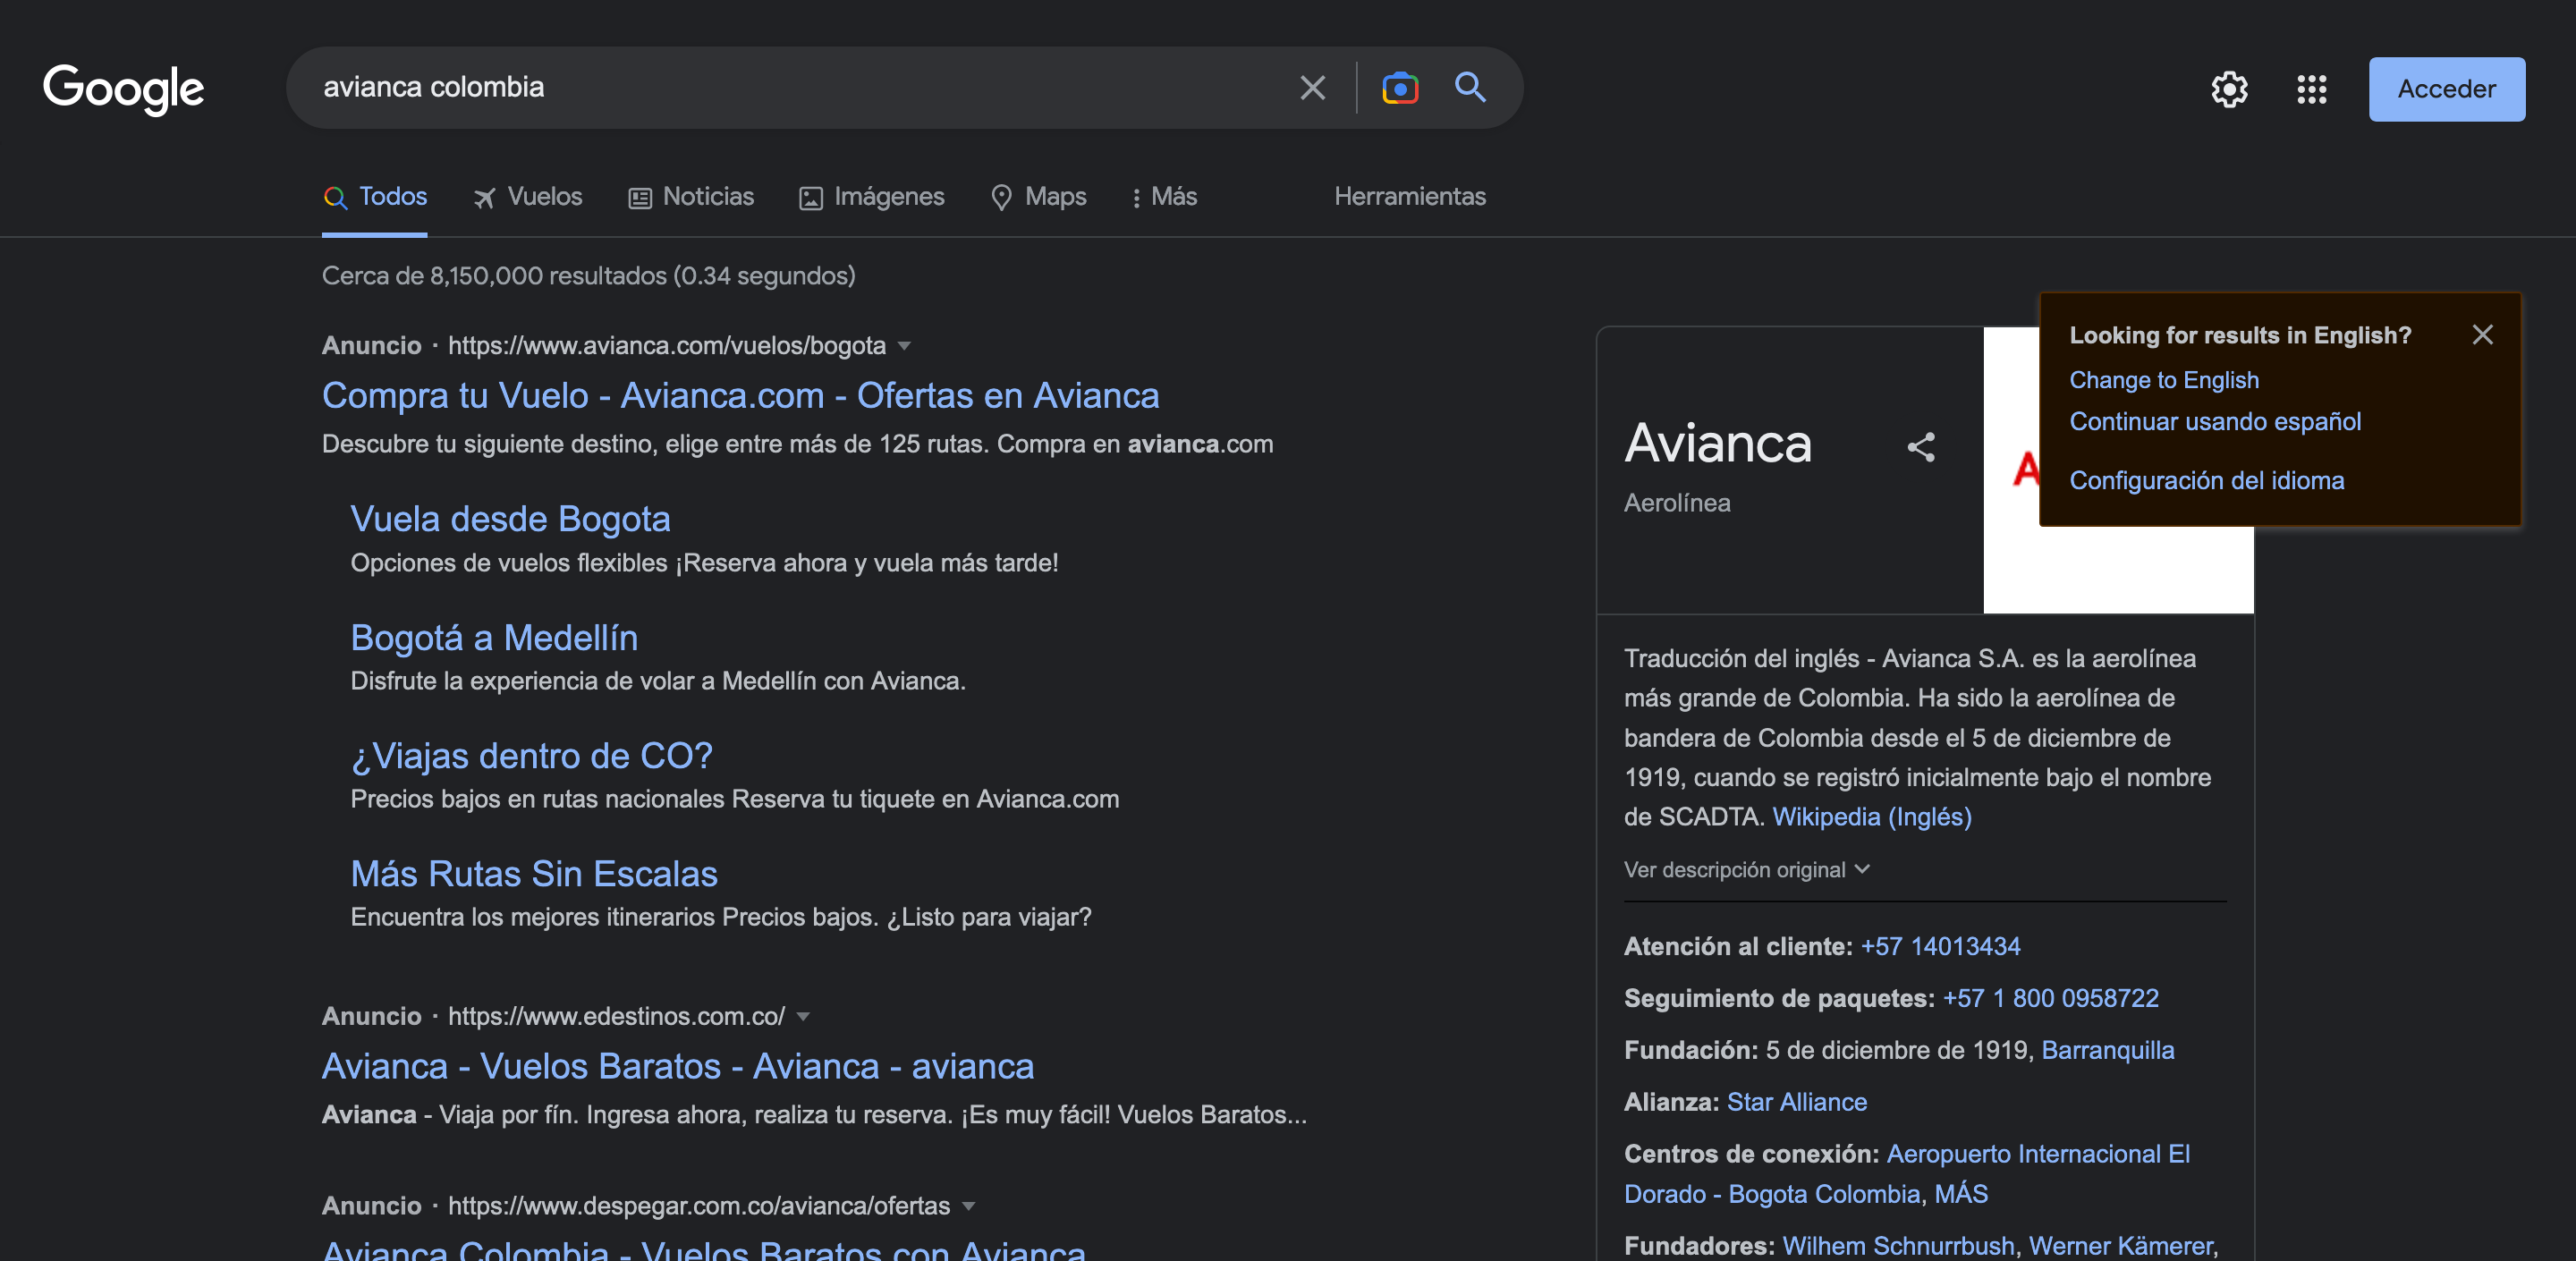 Google
avianca colombia
Acceder
Todos
Vuelos
Noticias
Imágenes
Maps
Más
Herramientas
Cerca de 8,150,000 resultados (0.34 segundos)
Anuncio · https://www.avianca.com/vuelos/bogota
Compra tu Vuelo - Avianca.com - Ofertas en Avianca
Descubre tu siguiente destino, elige entre más de 125 rutas. Compra en avianca.com
Vuela desde Bogota
Opciones de vuelos flexibles ¡Reserva ahora y vuela más tarde!
Bogotá a Medellín
Disfrute la experiencia de volar a Medellín con Avianca.
¿Viajas dentro de CO?
Precios bajos en rutas nacionales Reserva tu tiquete en Avianca.com
Más Rutas Sin Escalas
Encuentra los mejores itinerarios Precios bajos. ¿Listo para viajar?
Anuncio · https://www.edestinos.com.co/
Avianca - Vuelos Baratos - Avianca - avianca
Avianca - Viaja por fín. Ingresa ahora, realiza tu reserva. ¡Es muy fácil! Vuelos Baratos...
Anuncio · https://www.despegar.com.co/avianca/ofertas
Avianca Colombia - Vuelos Baratos con Avianca
Looking for results in English?
Change to English
Continuar usando español
Configuración del idioma
Avianca
Aerolínea
A
Traducción del inglés - Avianca S.A. es la aerolínea
más grande de Colombia. Ha sido la aerolínea de
bandera de Colombia desde el 5 de diciembre de
1919, cuando se registró inicialmente bajo el nombre
de SCADTA. Wikipedia (Inglés)
Ver descripción original
Atención al cliente: +57 14013434
Seguimiento de paquetes: +57 1 800 0958722
Fundación: 5 de diciembre de 1919, Barranquilla
Alianza: Star Alliance
Centros de conexión: Aeropuerto Internacional El
Dorado - Bogota Colombia, MÁS
Fundadores: Wilhem Schnurrbush, Werner Kämerer,